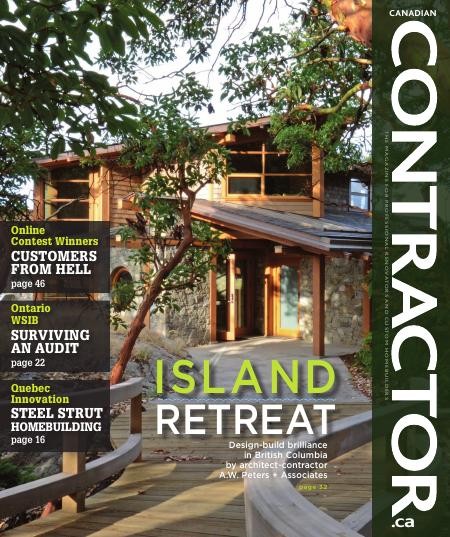 CANADIAN
CONTRACTOR
.ca
THE MAGAZINE FOR PROFESSIONAL RENOVATORS AND CUSTOM HOMEBUILDERS
Online
Contest Winners
CUSTOMERS
FROM HELL
page 46
Ontario
WSIB
SURVIVING
AN AUDIT
page 22
Quebec
Innovation
STEEL STRUT
HOMEBUILDING
page 16
ISLAND
RETREAT
Design-build brilliance
in British Columbia
by architect-contractor
A.W. Peters + Associates
page 32